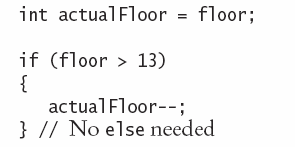 int actualFloor = floor;
if (floor > 13)
{
actualFloor--;
} // No else needed